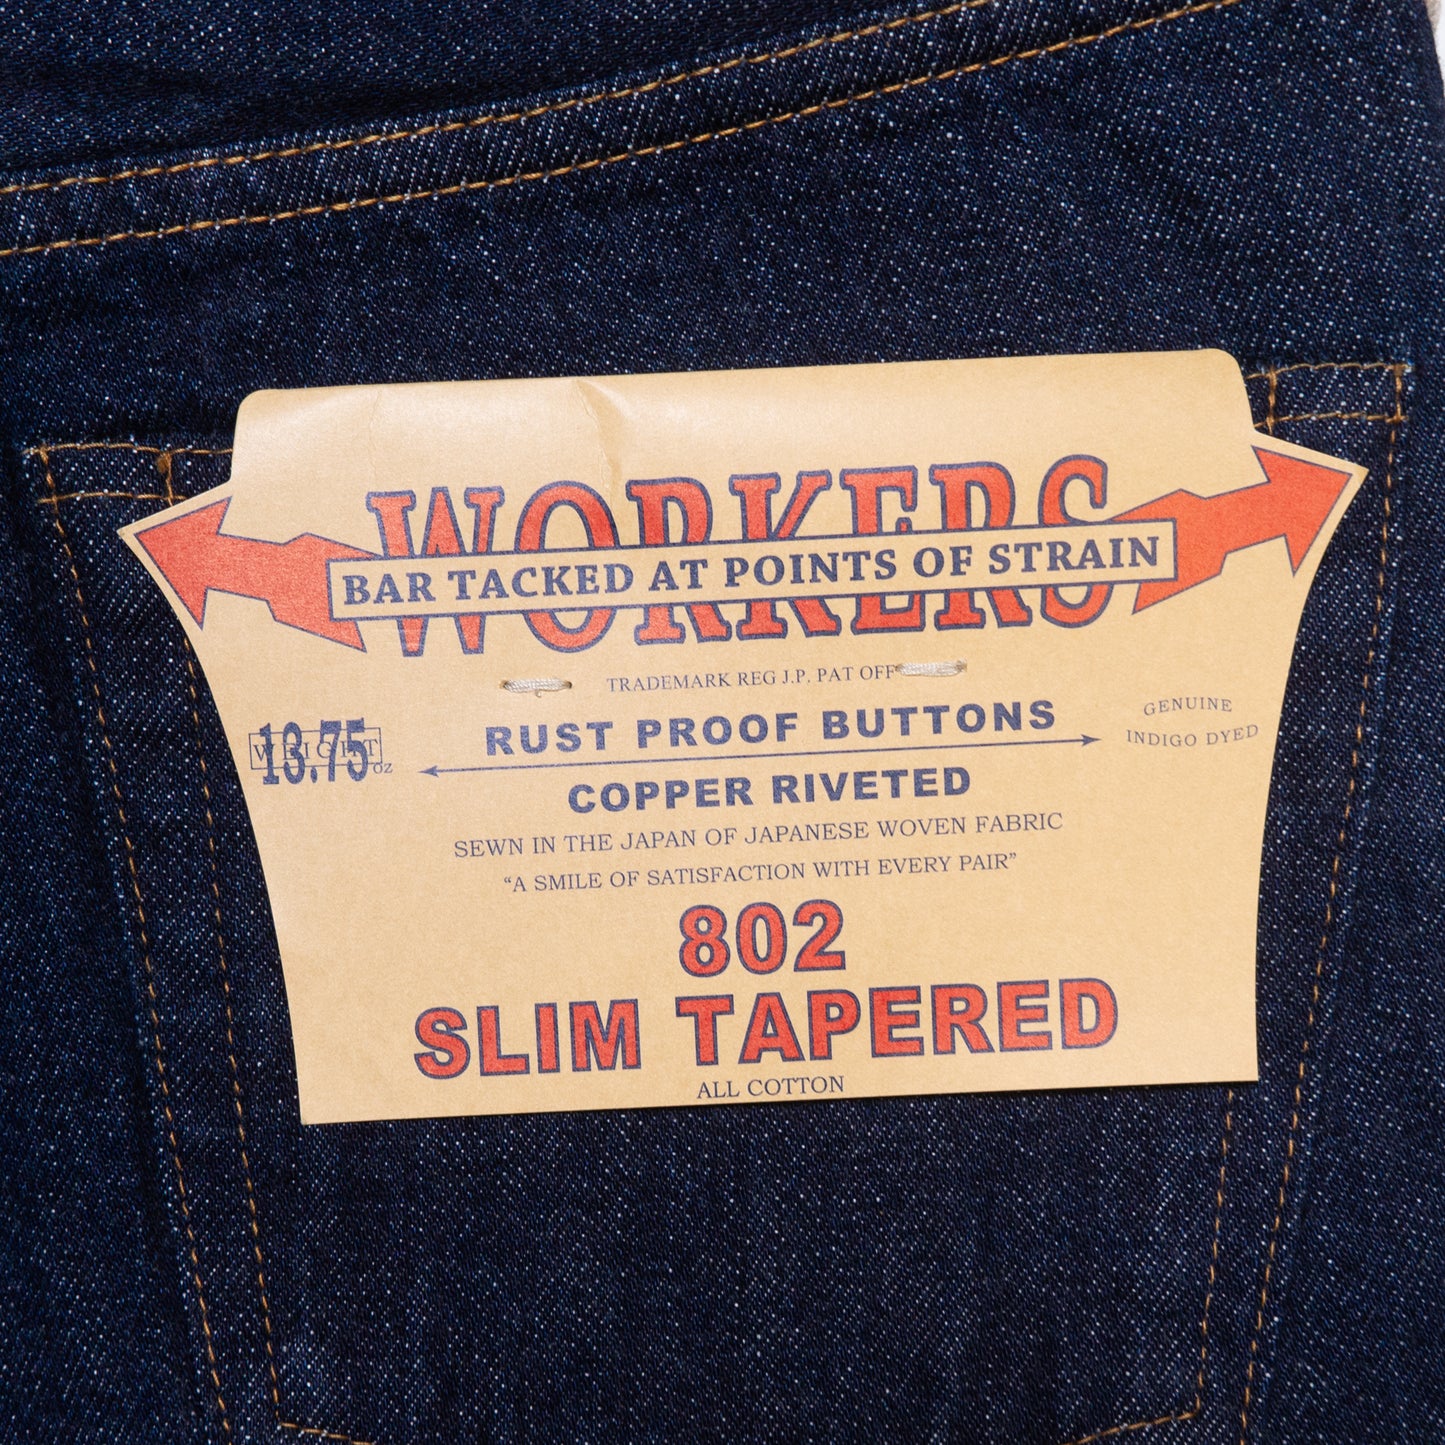 WORKERS
BAR TACKED AT POINTS OF STRAIN
TRADEMARK REG J.P. PAT OFF
WEIGHT
13.75 oz
RUST PROOF BUTTONS
GENUINE
INDIGO DYED
COPPER RIVETED
SEWN IN THE JAPAN OF JAPANESE WOVEN FABRIC
“A SMILE OF SATISFACTION WITH EVERY PAIR”
802
SLIM TAPERED
ALL COTTON